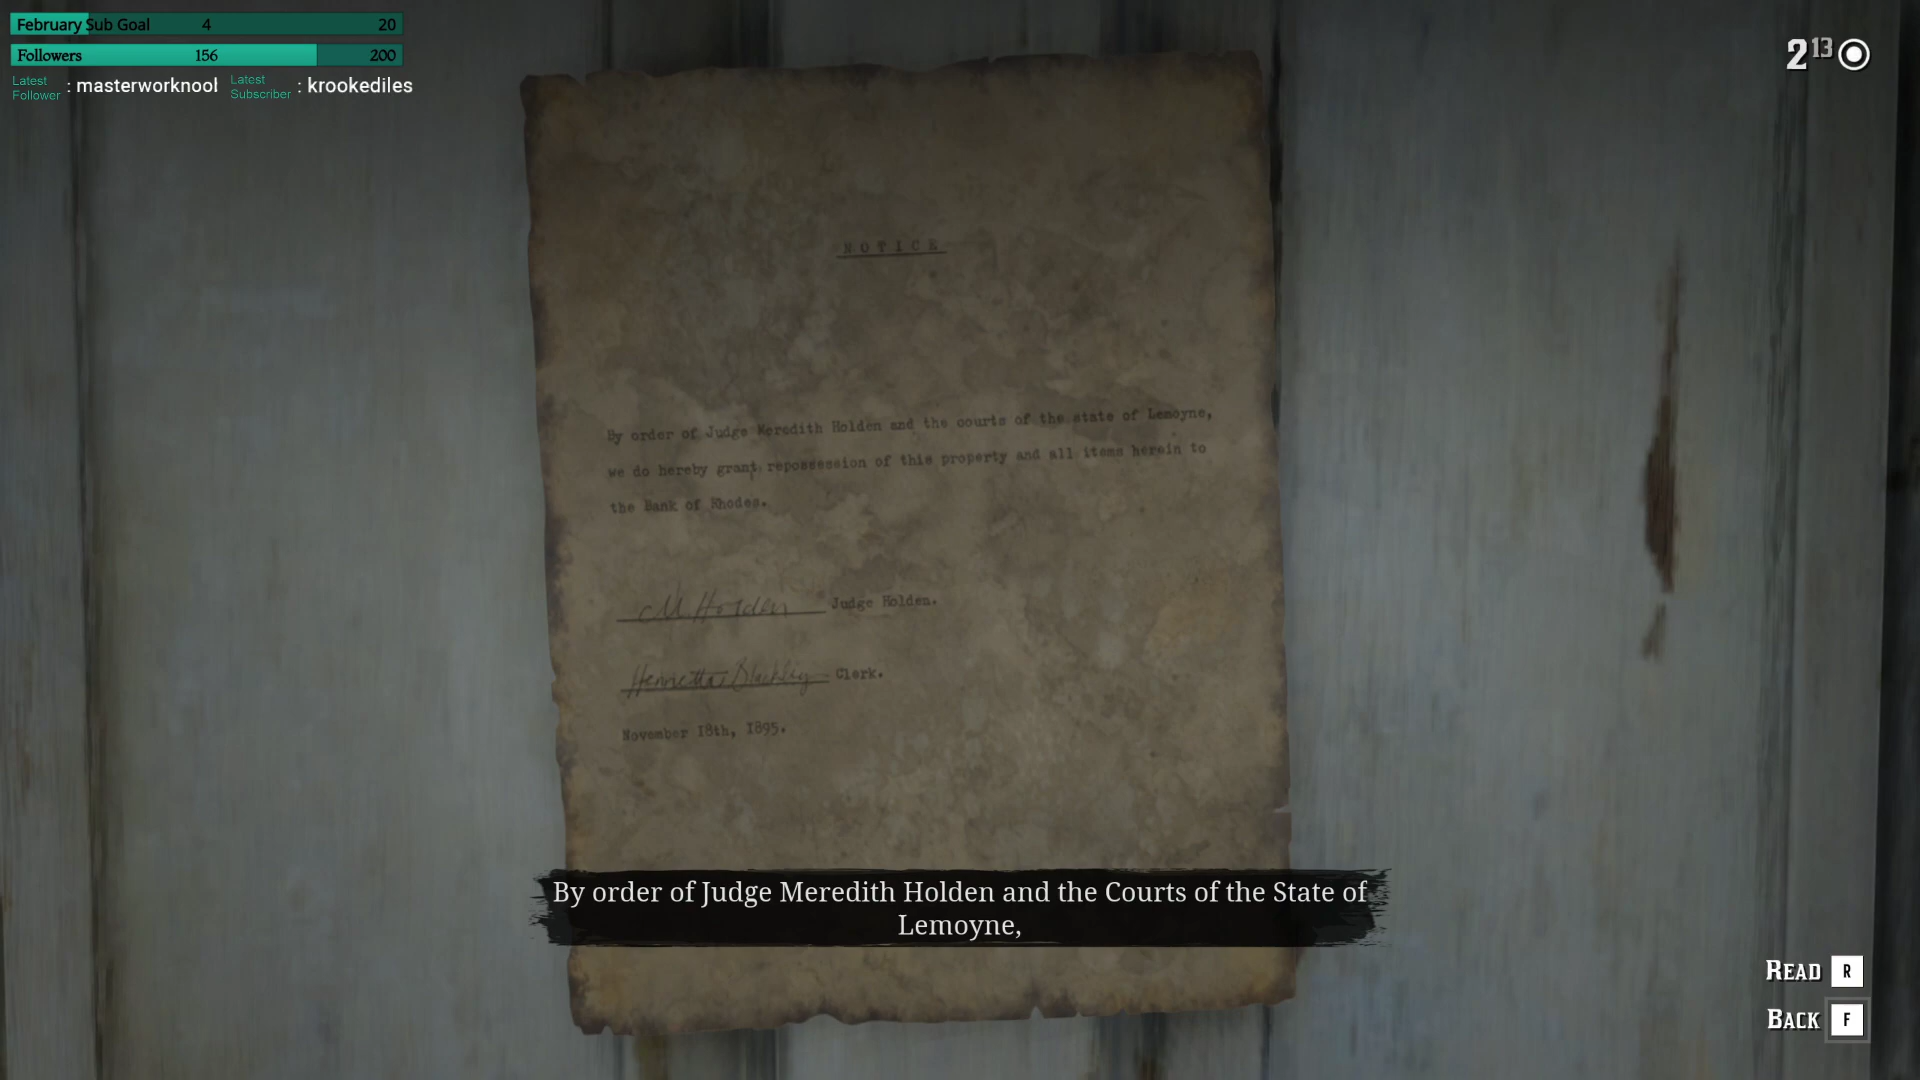 February Sub Goal 4 20
Followers 156 200
Latest Follower : masterworknool
Latest Subscriber : krookediles
2 13
NOTICE
By order of Judge Meredith Holden and the courts of the state of Lemoyne,
we do hereby grant repossession of this property and all items herein to
the Bank of Rhodes.
M. Holden Judge Holden.
Henrietta Blackley Clerk.
November 18th, 1895.
By order of Judge Meredith Holden and the Courts of the State of
Lemoyne,
READ R
BACK F